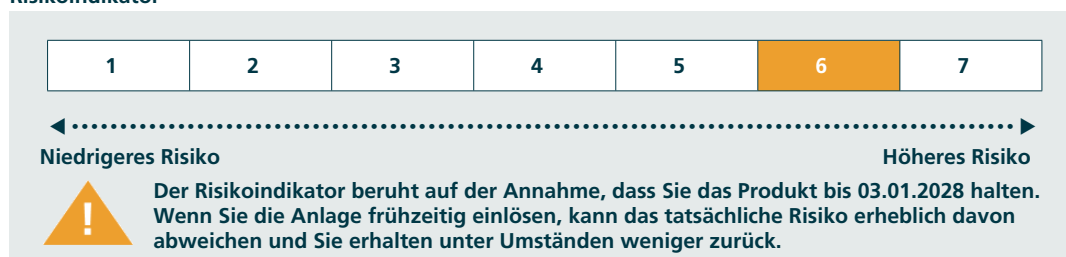 Risikoindikator
1 2 3 4 5 6 7
Niedrigeres Risiko Höheres Risiko
Der Risikoindikator beruht auf der Annahme, dass Sie das Produkt bis 03.01.2028 halten.
Wenn Sie die Anlage frühzeitig einlösen, kann das tatsächliche Risiko erheblich davon
abweichen und Sie erhalten unter Umständen weniger zurück.